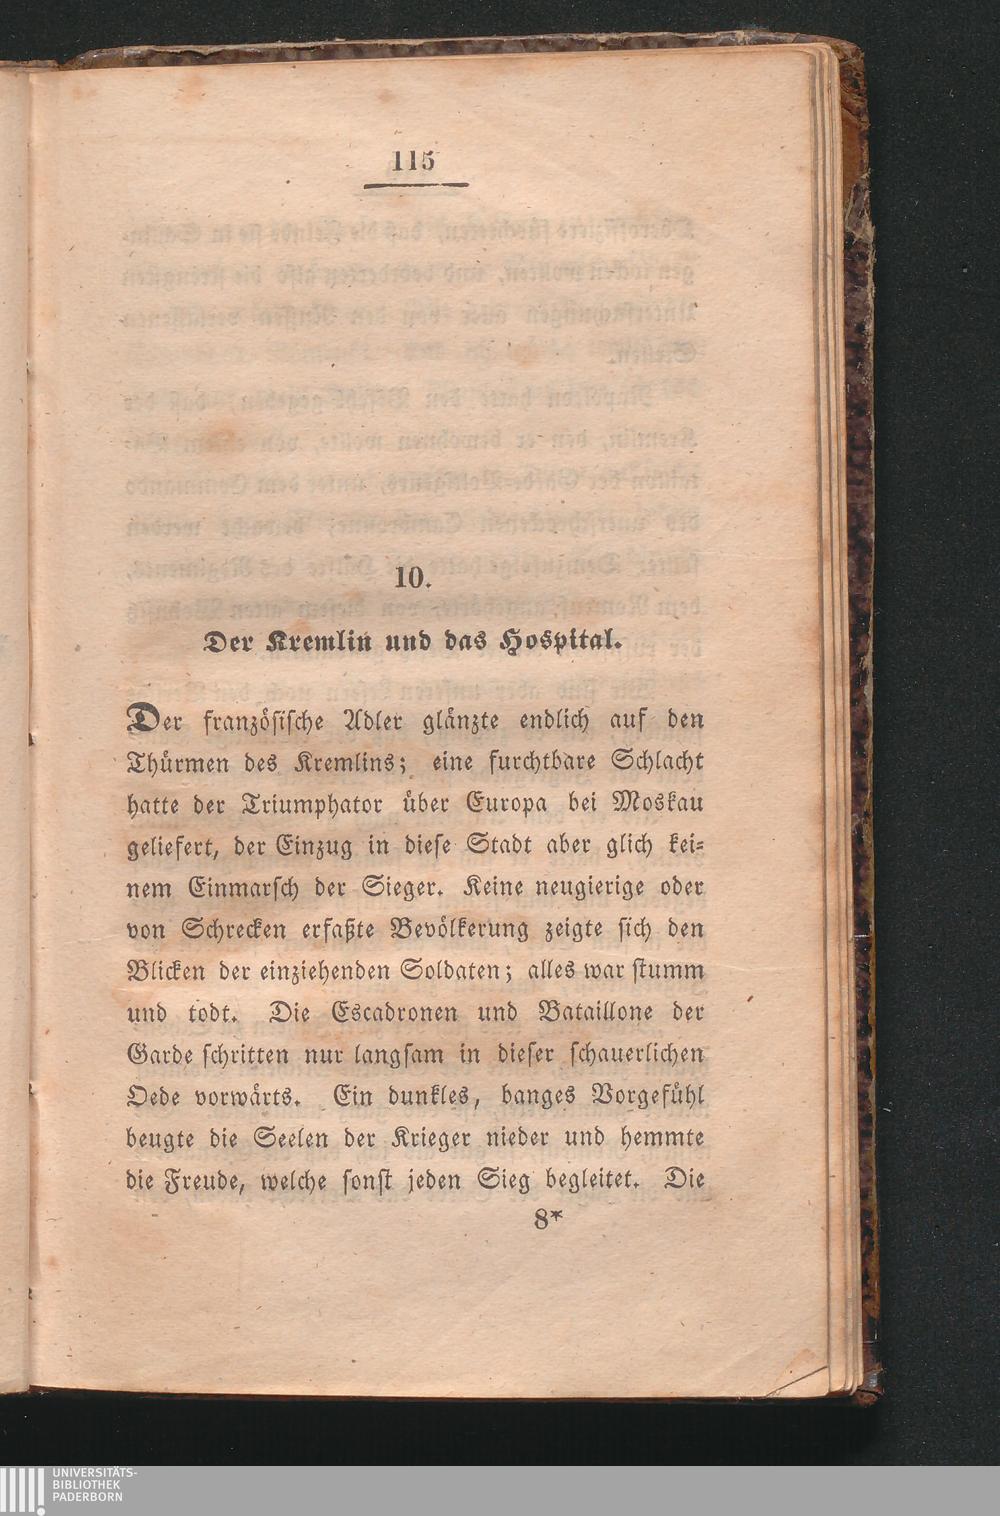 115
10.
Der Kremlin und das Hospital.
Der französische Adler glänzte endlich auf den
Thürmen des Kremlins; eine furchtbare Schlacht
hatte der Triumphator über Europa bei Moskau
geliefert, der Einzug in diese Stadt aber glich kei-
nem Einmarsch der Sieger. Keine neugierige oder
von Schrecken erfaßte Bevölkerung zeigte sich den
Blicken der einziehenden Soldaten; alles war stumm
und todt. Die Escadronen und Bataillone der
Garde schritten nur langsam in dieser schauerlichen
Oede vorwärts. Ein dunkles, banges Vorgefühl
beugte die Seelen der Krieger nieder und hemmte
die Freude, welche sonst jeden Sieg begleitet. Die
8*
UNIVERSITÄTS-
BIBLIOTHEK
PADERBORN